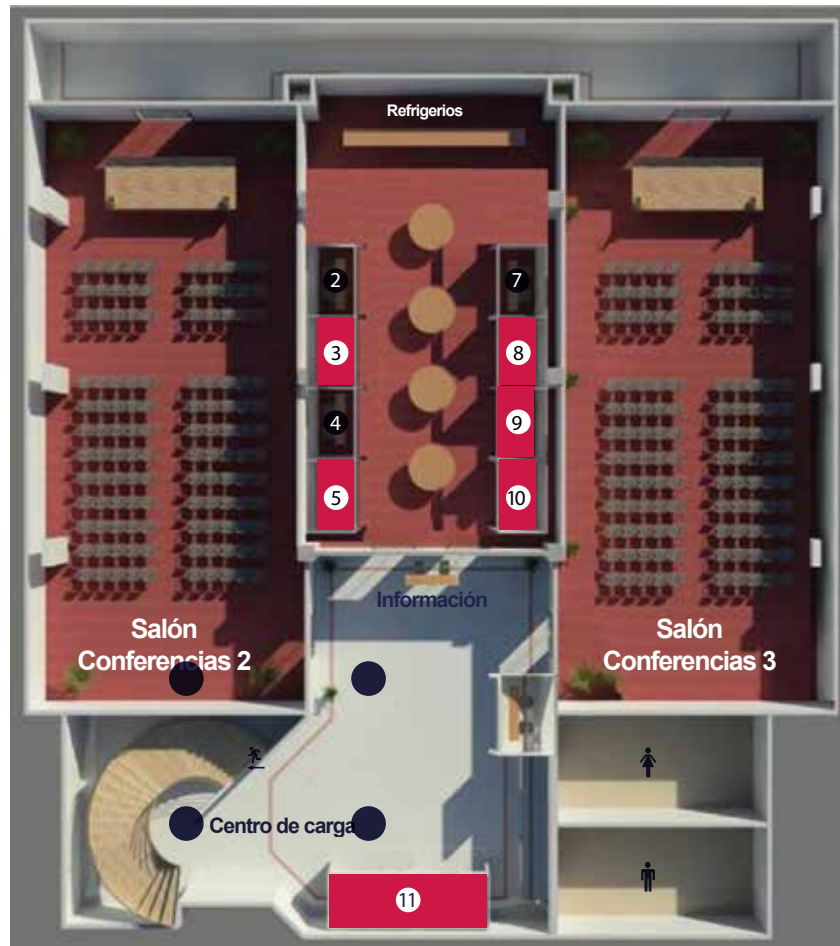 Refrigerios
2
7
3
8
4
9
5
10
Información
Salón
Conferencias 2
Salón
Conferencias 3
Centro de carga
11